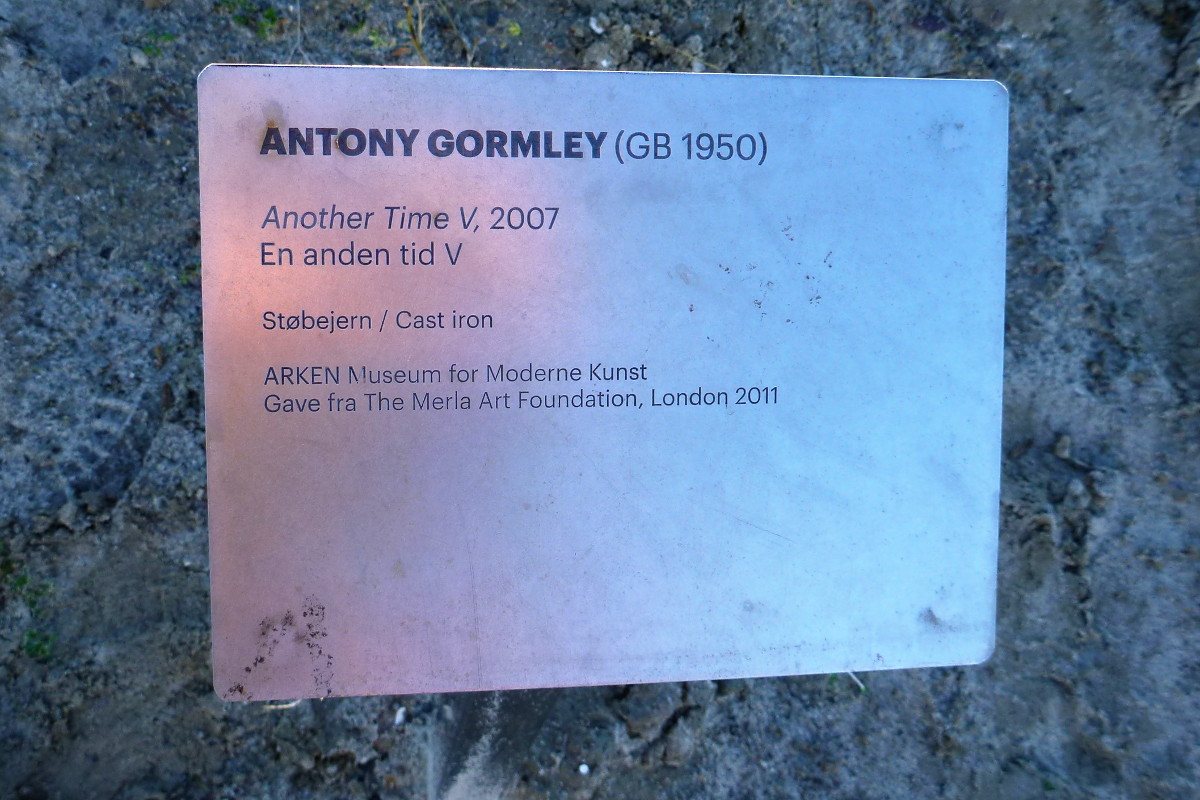 ANTONY GORMLEY (GB 1950)
Another Time V, 2007
En anden tid V
Støbejern / Cast iron
ARKEN Museum for Moderne Kunst
Gave fra The Merla Art Foundation, London 2011